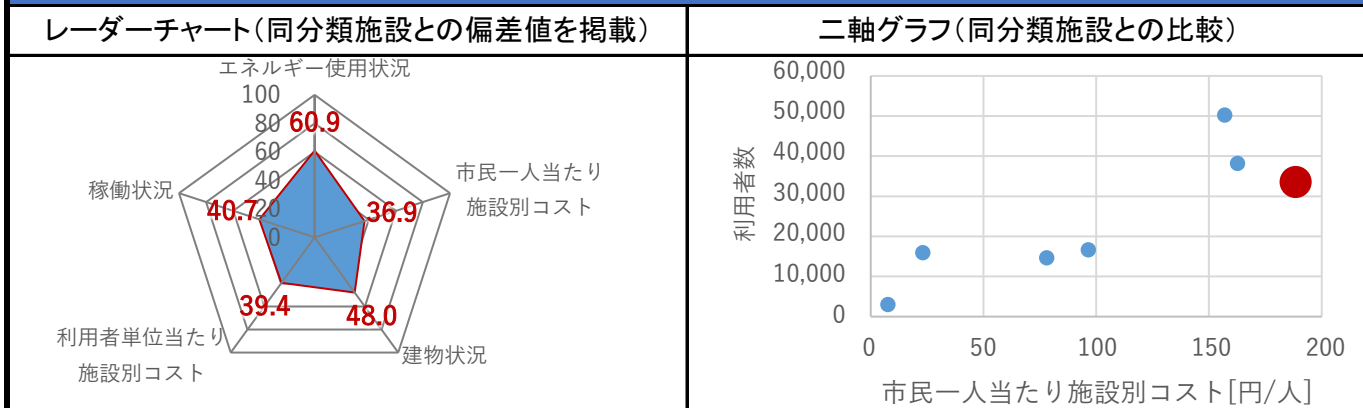 レーダーチャート(同分類施設との偏差値を掲載)
エネルギー使用状況
100
80
60
40
20
0
60.9
市民一人当たり
施設別コスト
36.9
稼働状況
40.7
39.4
48.0
利用者単位当たり
施設別コスト
建物状況
二軸グラフ(同分類施設との比較)
60,000
50,000
40,000
30,000
20,000
10,000
0
利用者数
0 50 100 150 200
市民一人当たり施設別コスト[円/人]